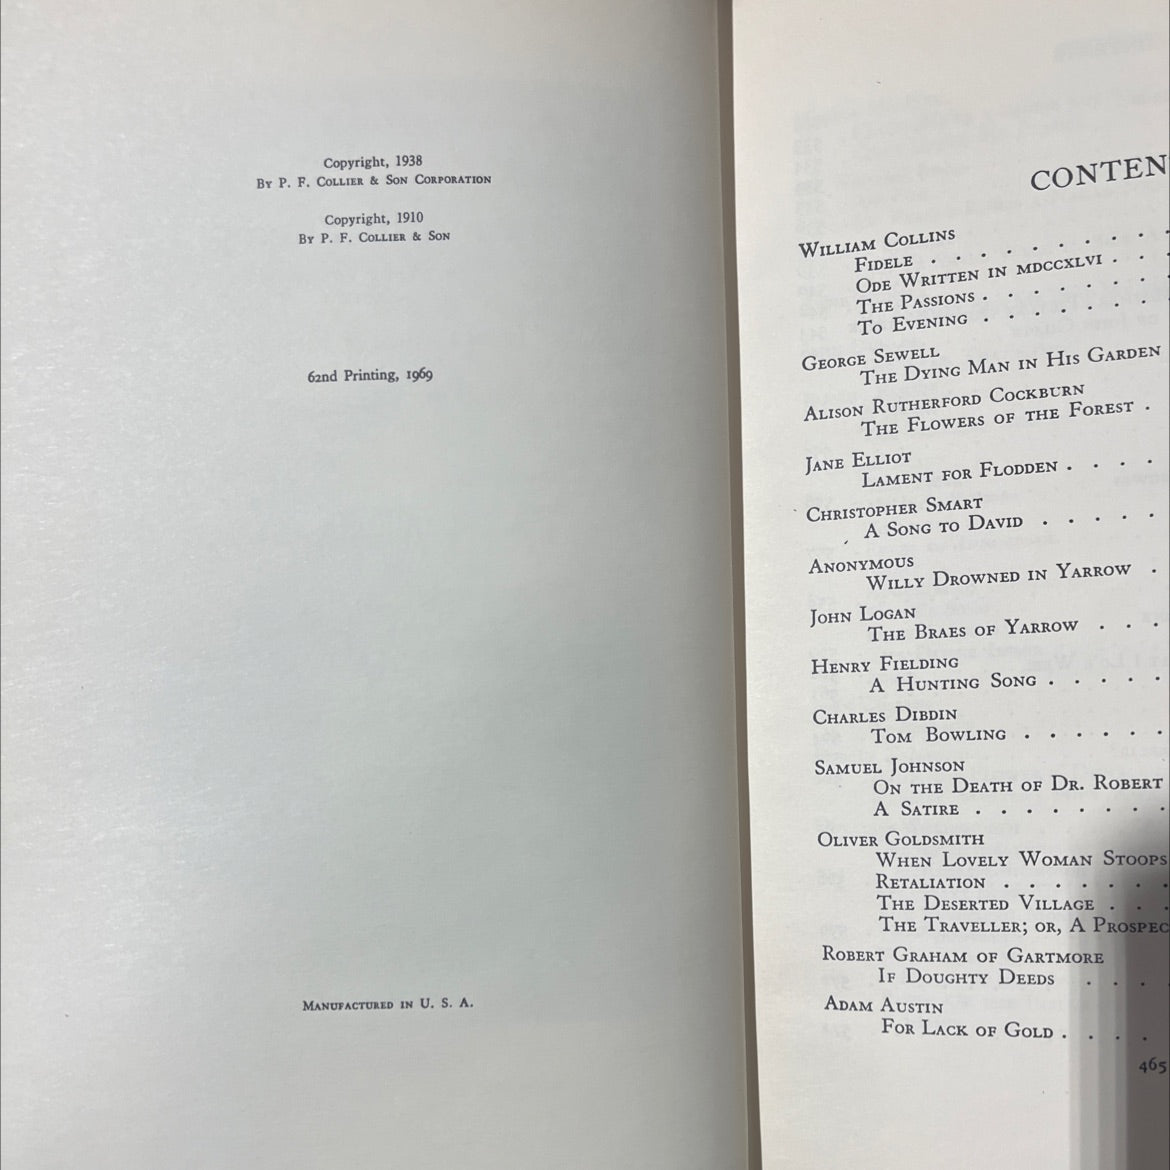 Copyright, 1938
By P. F. Collier & Son Corporation
Copyright, 1910
By P. F. Collier & Son
62nd Printing, 1969
Manufactured in U. S. A.
CONTEN
William Collins
Fidele . . . . . . . . .
Ode Written in MDCCXLVI . . .
The Passions . . . . . . . .
To Evening . . . . . . . .
George Sewell
The Dying Man in His Garden
Alison Rutherford Cockburn
The Flowers of the Forest .
Jane Elliot
Lament for Flodden . . . .
Christopher Smart
A Song to David . . . . .
Anonymous
Willy Drowned in Yarrow .
John Logan
The Braes of Yarrow . . .
Henry Fielding
A Hunting Song . . . . .
Charles Dibdin
Tom Bowling . . . . . .
Samuel Johnson
On the Death of Dr. Robert
A Satire . . . . . . . .
Oliver Goldsmith
When Lovely Woman Stoops
Retaliation . . . . . . .
The Deserted Village . . .
The Traveller; or, A Prospec
Robert Graham of Gartmore
If Doughty Deeds . . .
Adam Austin
For Lack of Gold . . . .
465